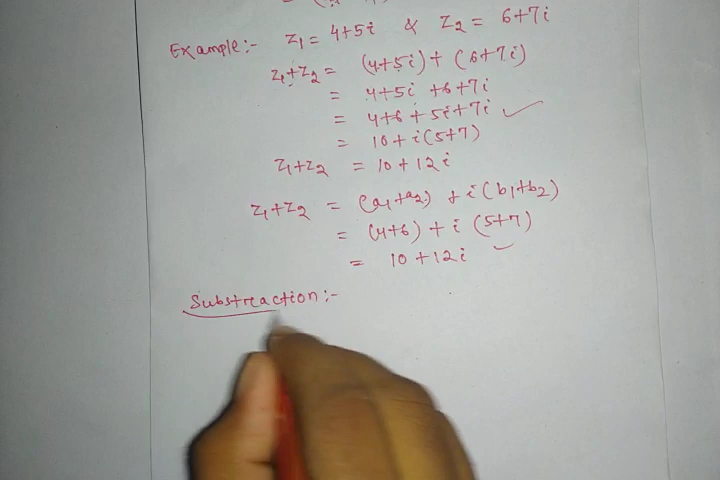 Example:- z1 = 4+5i & z2 = 6+7i
z1+z2 = (4+5i) + (6+7i)
= 4+5i +6+7i
= 4+6 + 5i+7i
= 10+i(5+7)
z1+z2 = 10+12i
z1+z2 = (a1+a2) + i(b1+b2)
= (4+6) + i (5+7)
= 10+12i
Substreaction:-